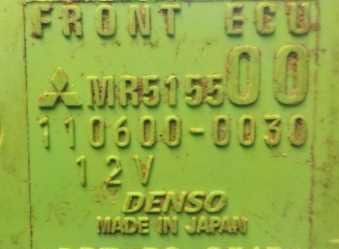 FRONT ECU
MR515500
110600-0030
12V
DENSO
MADE IN JAPAN